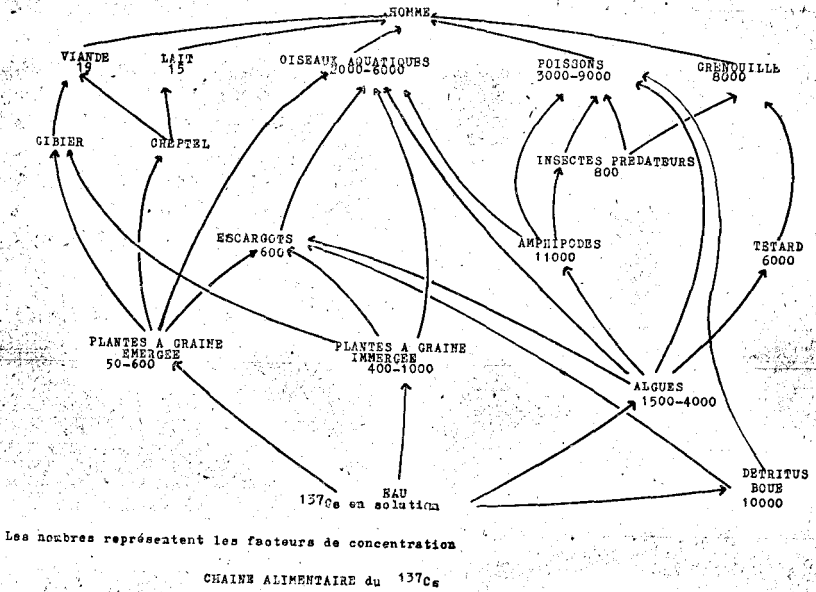 HOMME
VIANDE
19
LAIT
15
OISEAUX AQUATIQUES
2000-6000
POISSONS
3000-9000
GRENOUILLE
8000
GIBIER
CHEPTEL
INSECTES PREDATEURS
800
ESCARGOTS
600
AMPHIPODES
11000
TETARD
6000
PLANTES A GRAINE
EMERGEE
50-600
PLANTES A GRAINE
IMMERGEE
400-1000
ALGUES
1500-4000
DETRITUS
BOUE
10000
EAU
137Cs en solution
Les nombres représentent les facteurs de concentration
CHAINE ALIMENTAIRE du 137Cs